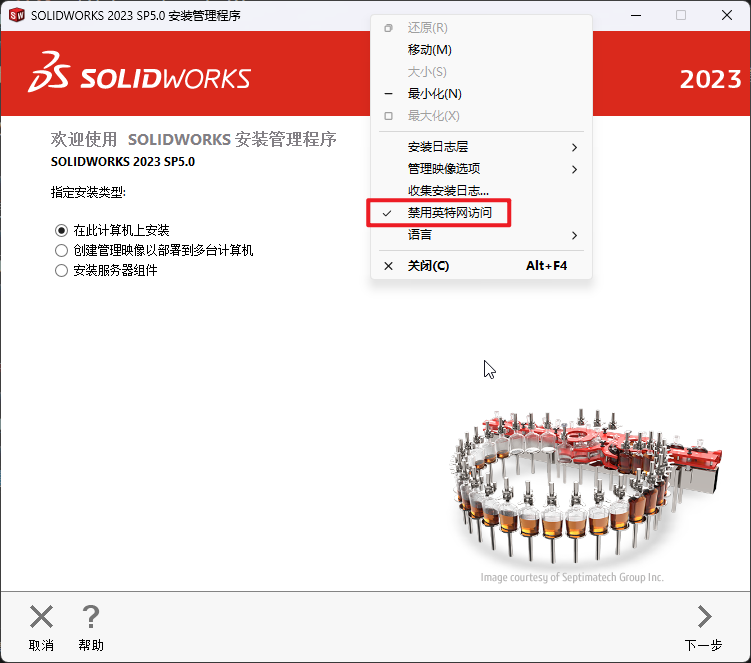 SOLIDWORKS 2023 SP5.0 安装管理程序
SOLIDWORKS
2023
还原(R)
移动(M)
大小(S)
最小化(N)
最大化(X)
安装日志层
管理映像选项
收集安装日志...
禁用英特网访问
语言
关闭(C) Alt+F4
欢迎使用 SOLIDWORKS 安装管理程序
SOLIDWORKS 2023 SP5.0
指定安装类型:
在此计算机上安装
创建管理映像以部署到多台计算机
安装服务器组件
Image courtesy of Septimatech Group Inc.
取消
帮助
下一步